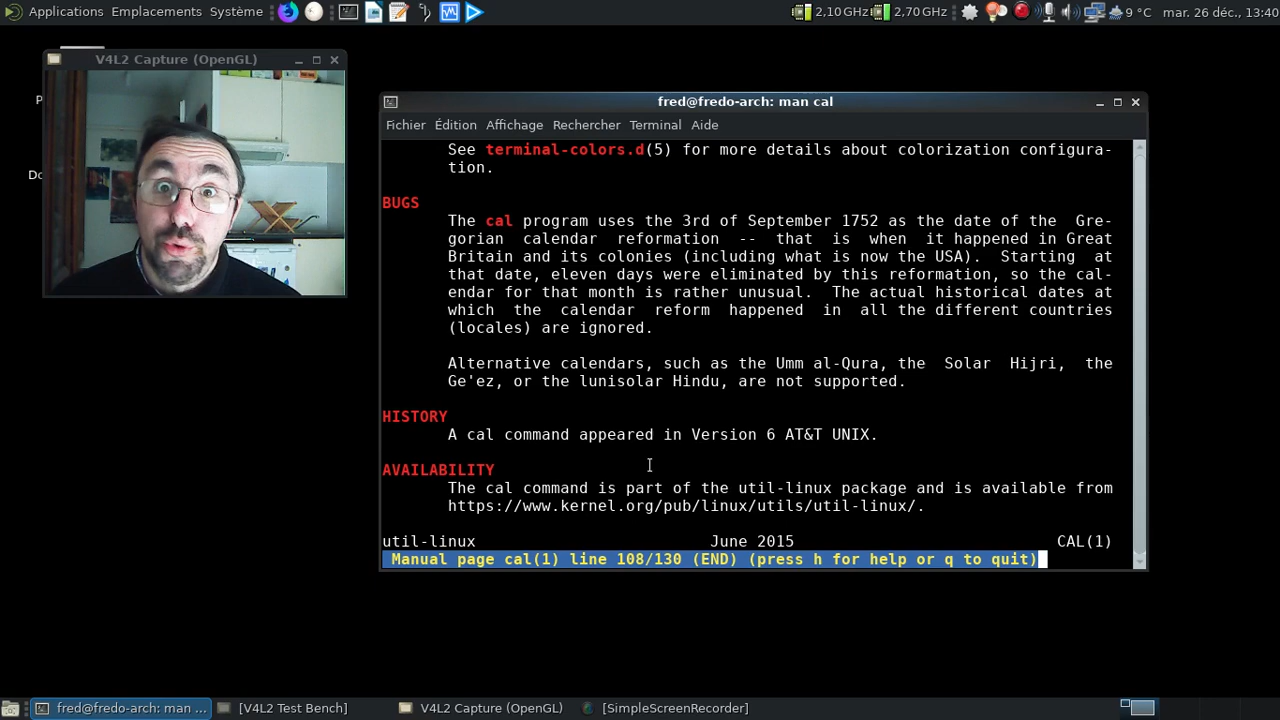 Applications Emplacements Système
2,10 GHz 2,70 GHz 9 °C mar. 26 déc., 13:40
V4L2 Capture (OpenGL)
P
Do
fred@fredo-arch: man cal
Fichier Édition Affichage Rechercher Terminal Aide
See terminal-colors.d(5) for more details about colorization configura-
tion.
BUGS
The cal program uses the 3rd of September 1752 as the date of the Gre-
gorian calendar reformation -- that is when it happened in Great
Britain and its colonies (including what is now the USA). Starting at
that date, eleven days were eliminated by this reformation, so the cal-
endar for that month is rather unusual. The actual historical dates at
which the calendar reform happened in all the different countries
(locales) are ignored.
Alternative calendars, such as the Umm al-Qura, the Solar Hijri, the
Ge'ez, or the lunisolar Hindu, are not supported.
HISTORY
A cal command appeared in Version 6 AT&T UNIX.
AVAILABILITY
The cal command is part of the util-linux package and is available from
https://www.kernel.org/pub/linux/utils/util-linux/.
util-linux June 2015 CAL(1)
Manual page cal(1) line 108/130 (END) (press h for help or q to quit)
fred@fredo-arch: man ... [V4L2 Test Bench] V4L2 Capture (OpenGL) [SimpleScreenRecorder]